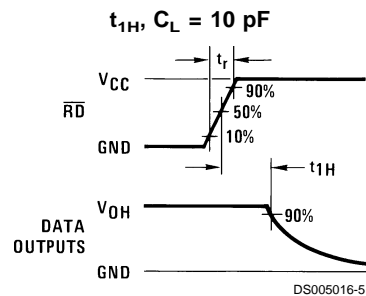 t1H, CL = 10 pF
tr
VCC
90%
50%
RD
10%
GND
t1H
VOH
90%
DATA
OUTPUTS
GND
DS005016-5